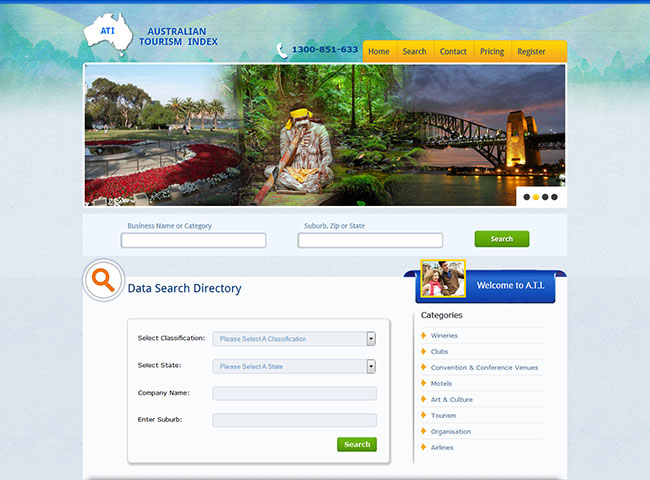 ATI
AUSTRALIAN
TOURISM INDEX
1300-851-633
Home Search Contact Pricing Register
Business Name or Category
Suburb, Zip or State
Search
Data Search Directory
Welcome to A.T.I.
Select Classification: Please Select A Classification
Select State: Please Select A State
Company Name:
Enter Suburb:
Search
Categories
Wineries
Clubs
Convention & Conference Venues
Motels
Art & Culture
Tourism
Organisation
Airlines